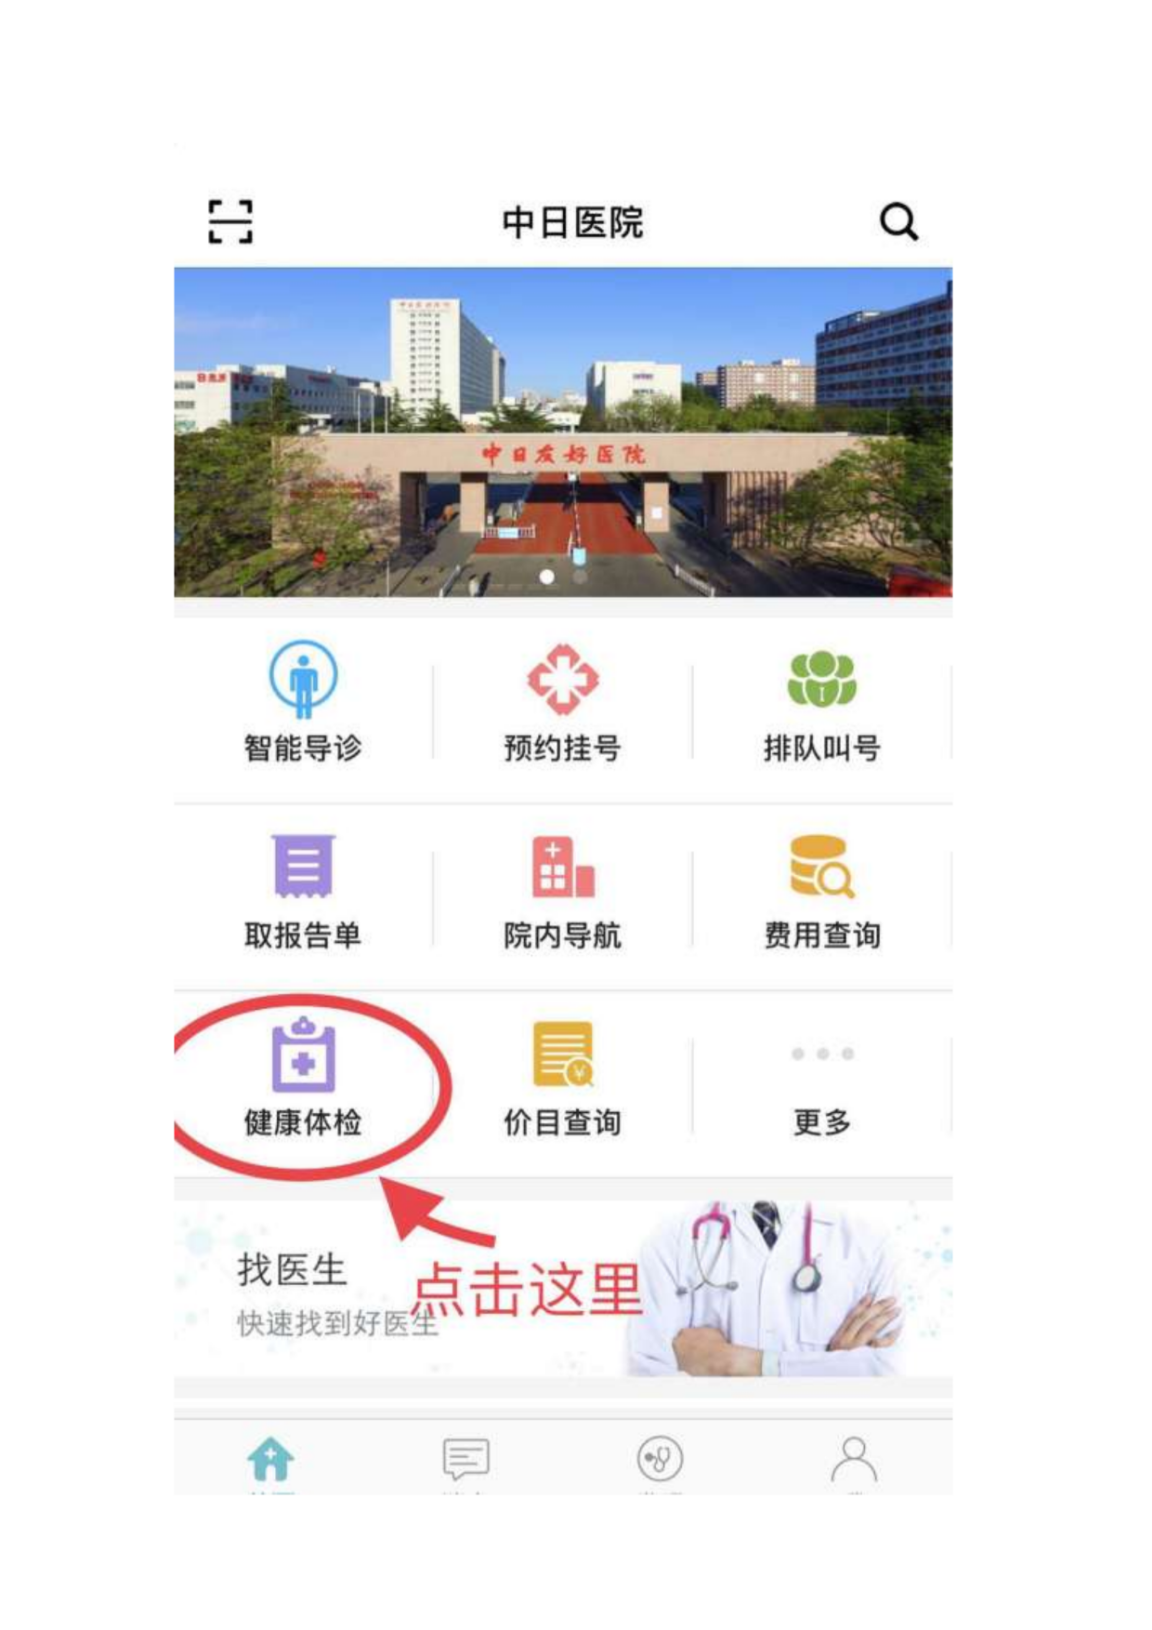 中日医院
中日友好医院
智能导诊
预约挂号
排队叫号
取报告单
院内导航
费用查询
健康体检
价目查询
更多
找医生
点击这里
快速找到好医生